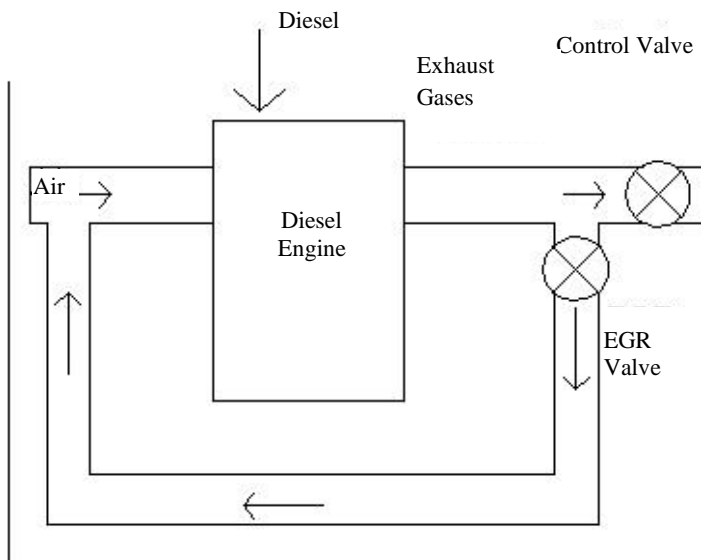 Diesel
Control Valve
Exhaust
Gases
Air
Diesel
Engine
EGR
Valve